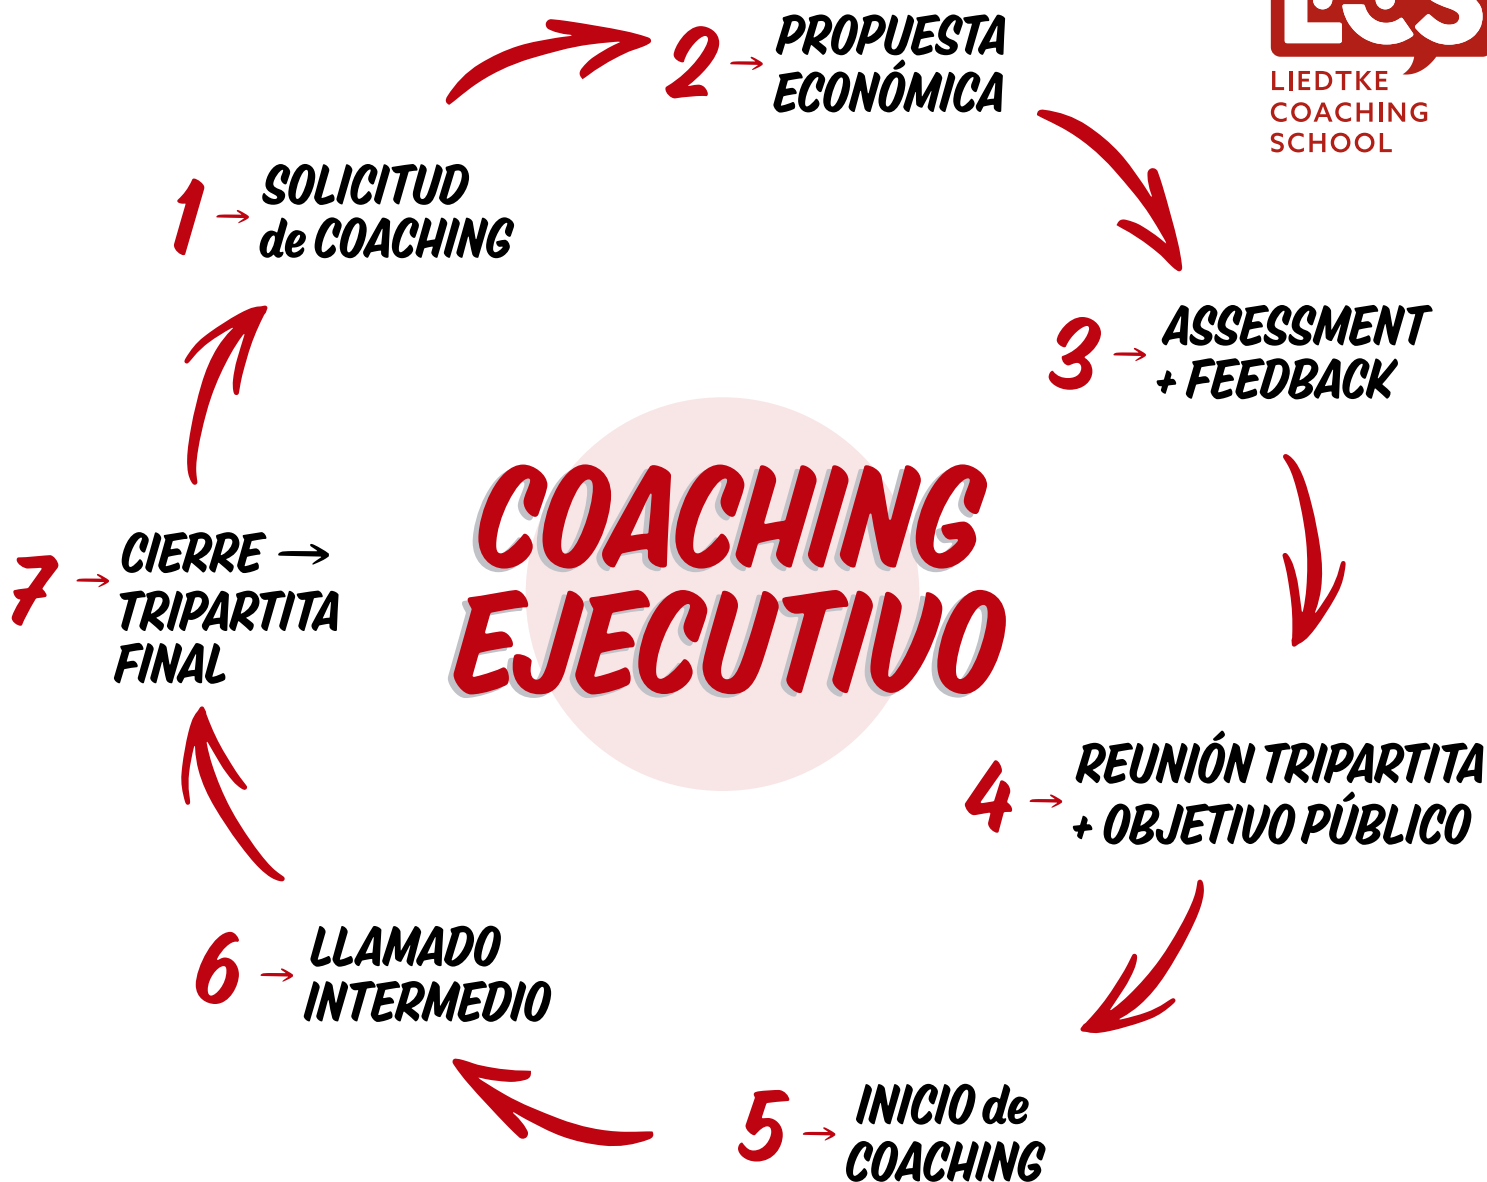 1 → SOLICITUD
de COACHING
2 → PROPUESTA
ECONÓMICA
LCS
LIEDTKE
COACHING
SCHOOL
3 → ASSESSMENT
+ FEEDBACK
COACHING
EJECUTIVO
4 → REUNIÓN TRIPARTITA
+ OBJETIVO PÚBLICO
5 → INICIO de
COACHING
6 → LLAMADO
INTERMEDIO
7 → CIERRE →
TRIPARTITA
FINAL